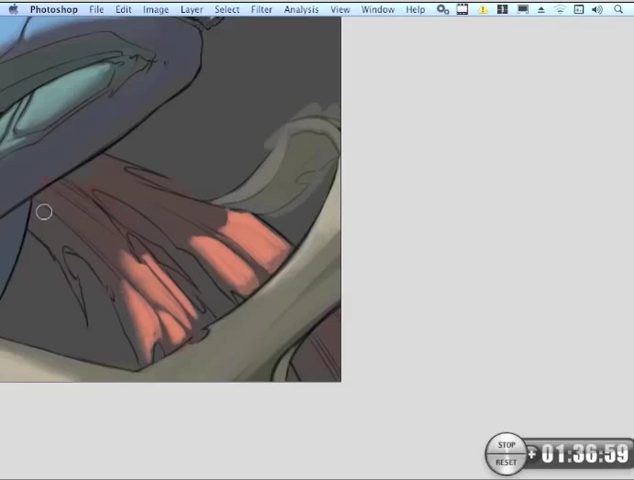 Photoshop File Edit Image Layer Select Filter Analysis View Window Help
STOP
RESET
01:36:59